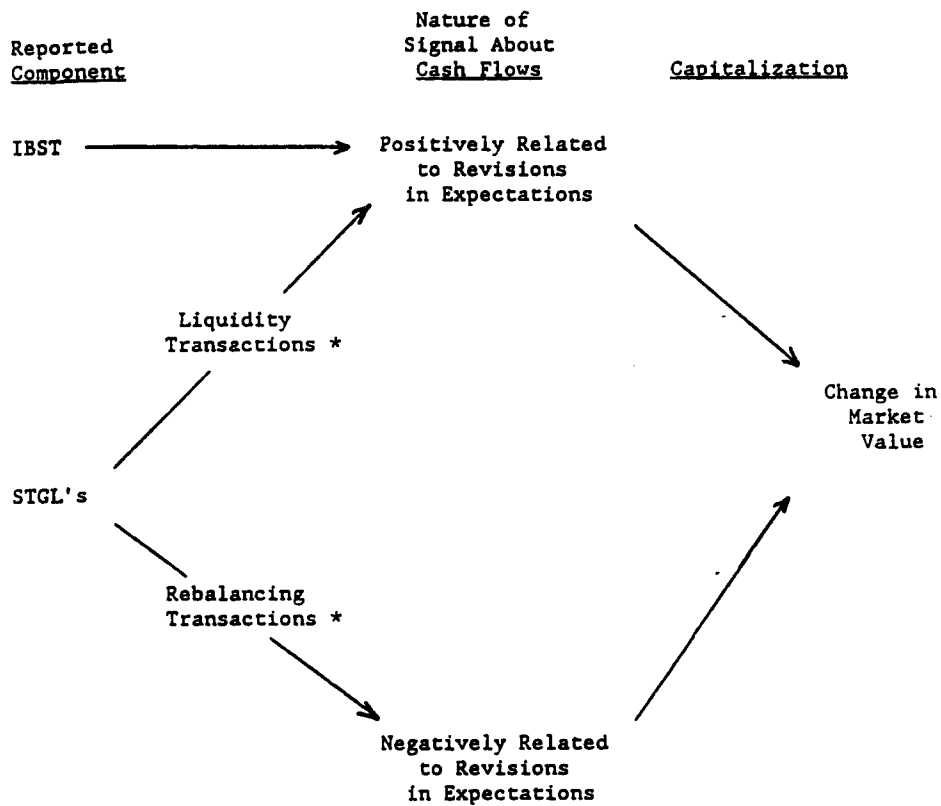 Reported
Component
Nature of
Signal About
Cash Flows
Capitalization
IBST
Positively Related
to Revisions
in Expectations
Liquidity
Transactions *
Change in
Market
Value
STGL's
Rebalancing
Transactions *
Negatively Related
to Revisions
in Expectations